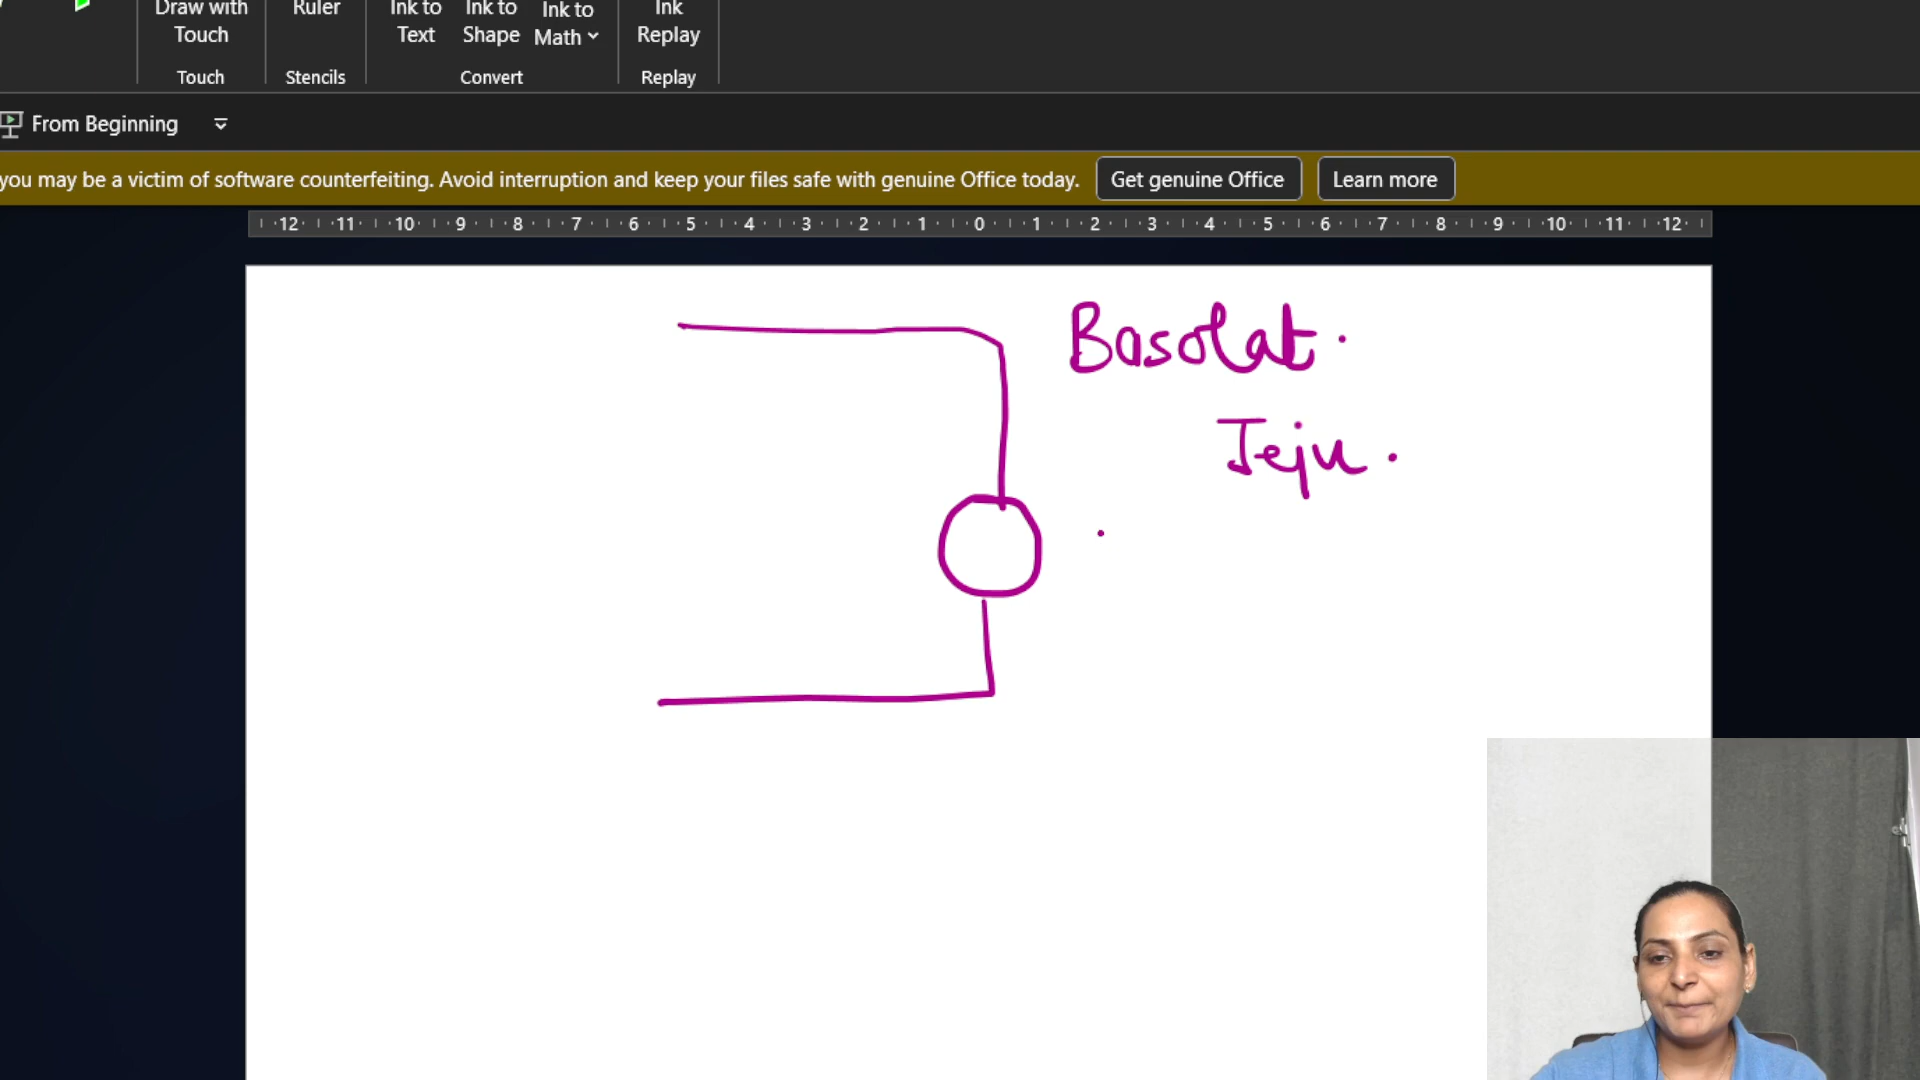 Draw with Touch
Ruler
Ink to Text
Ink to Shape
Ink to Math
Ink Replay
Touch
Stencils
Convert
Replay
From Beginning
you may be a victim of software counterfeiting. Avoid interruption and keep your files safe with genuine Office today.
Get genuine Office
Learn more
12 11 10 9 8 7 6 5 4 3 2 1 0 1 2 3 4 5 6 7 8 9 10 11 12
Basolat.
Jeju.